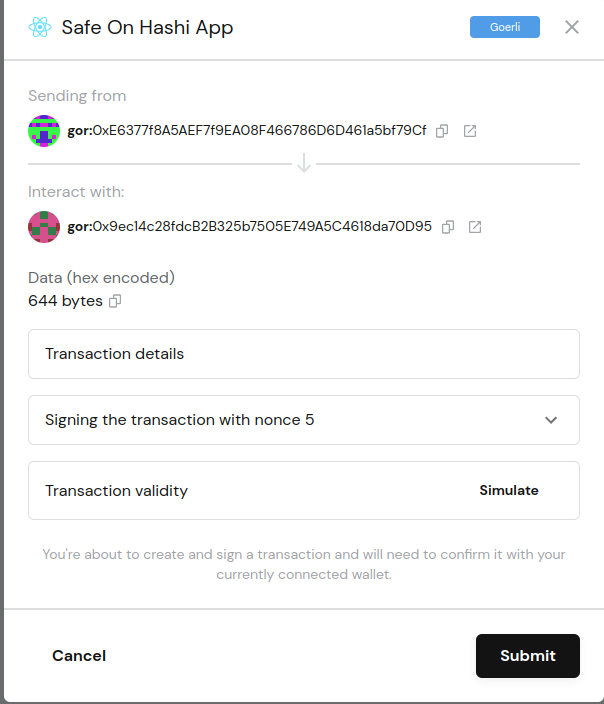 Safe On Hashi App
Goerli
Sending from
gor:0xE6377f8A5AEF7f9EA08F466786D6D461a5bf79Cf
Interact with:
gor:0x9ec14c28fdcB2B325b7505E749A5C4618da70D95
Data (hex encoded)
644 bytes
Transaction details
Signing the transaction with nonce 5
Transaction validity
Simulate
You're about to create and sign a transaction and will need to confirm it with your
currently connected wallet.
Cancel
Submit